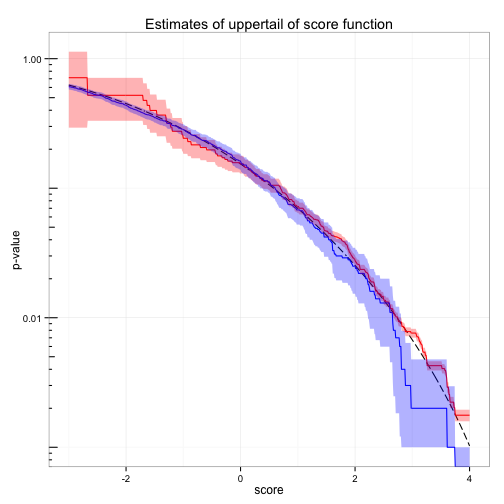 Estimates of uppertail of score function
1.00
0.01
p-value
-2 0 2 4
score